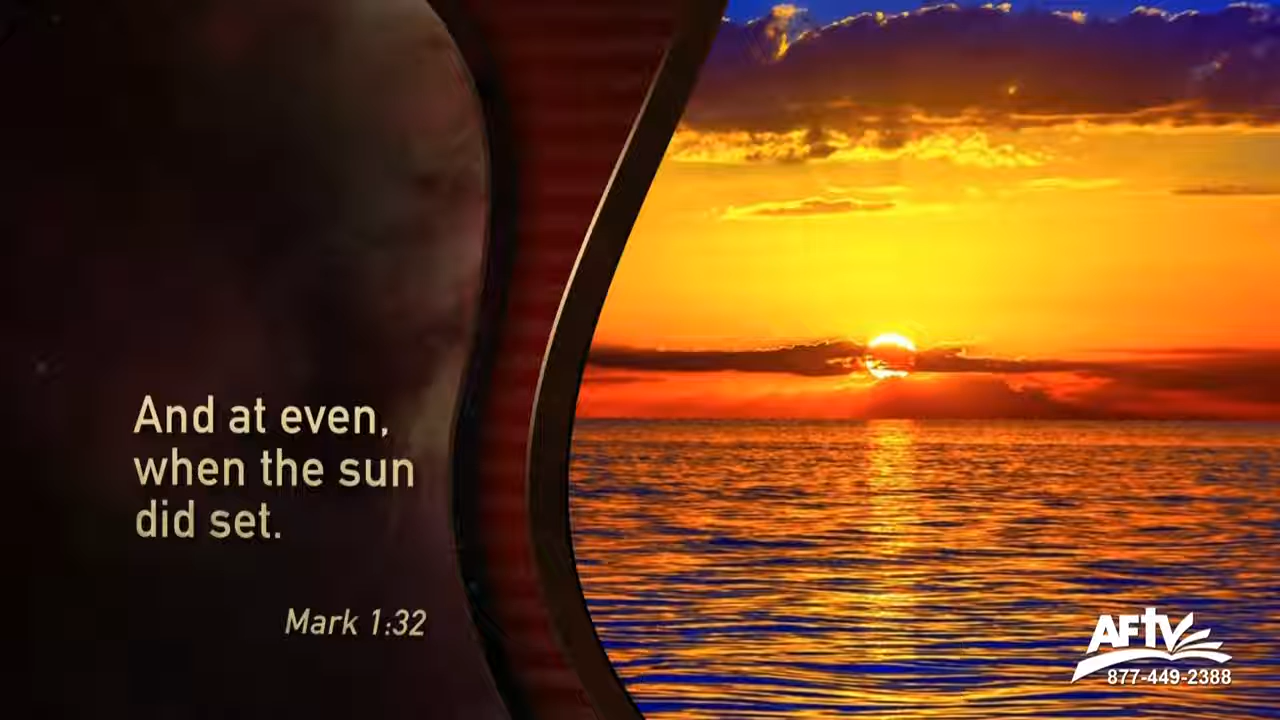 And at even,
when the sun
did set.
Mark 1:32
AFTV
877-449-2388